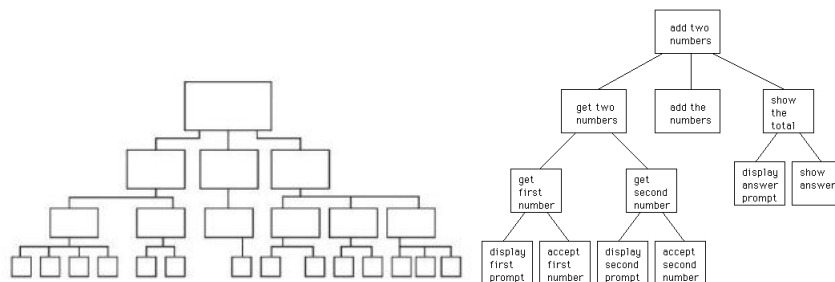 add two
numbers
get two
numbers
add the
numbers
show
the
total
get
first
number
get
second
number
display
answer
prompt
show
answer
display
first
prompt
accept
first
number
display
second
prompt
accept
second
number